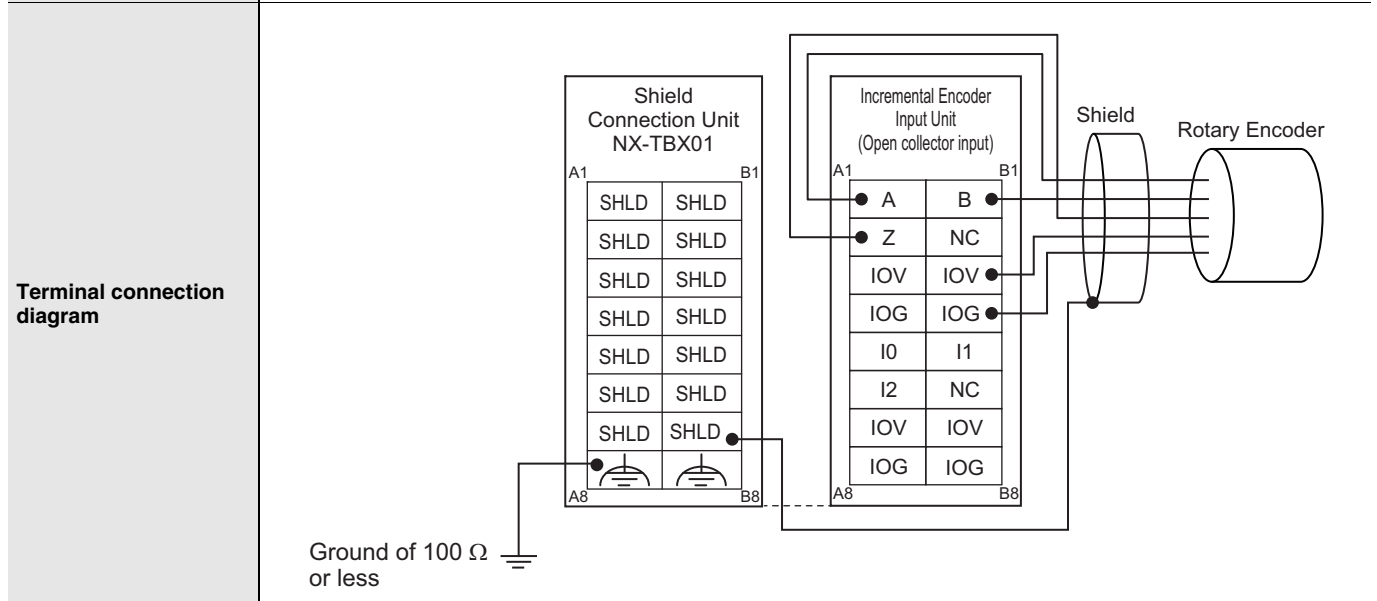 Terminal connection
diagram
Shield
Connection Unit
NX-TBX01
A1 B1
SHLD SHLD
SHLD SHLD
SHLD SHLD
SHLD SHLD
SHLD SHLD
SHLD SHLD
SHLD SHLD
A8 B8
Ground of 100 Ω
or less
Incremental Encoder
Input Unit
(Open collector input)
A1 B1
A B
Z NC
IOV IOV
IOG IOG
I0 I1
I2 NC
IOV IOV
IOG IOG
A8 B8
Shield
Rotary Encoder